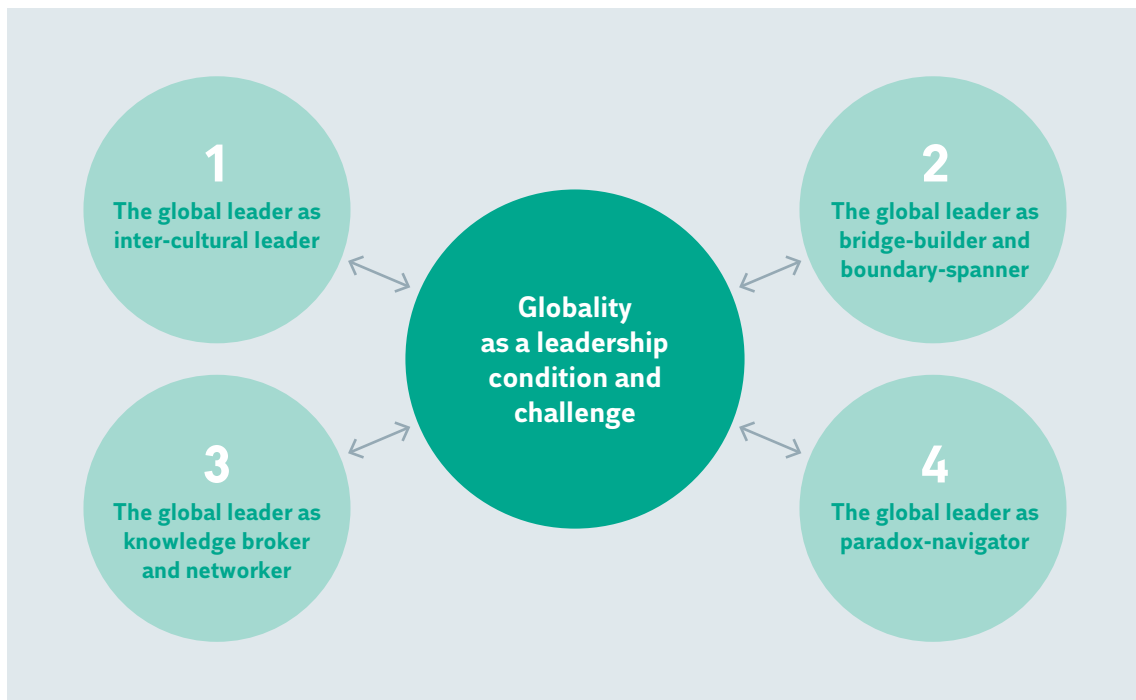 1
The global leader as
inter-cultural leader
2
The global leader as
bridge-builder and
boundary-spanner
Globality
as a leadership
condition and
challenge
3
The global leader as
knowledge broker
and networker
4
The global leader as
paradox-navigator